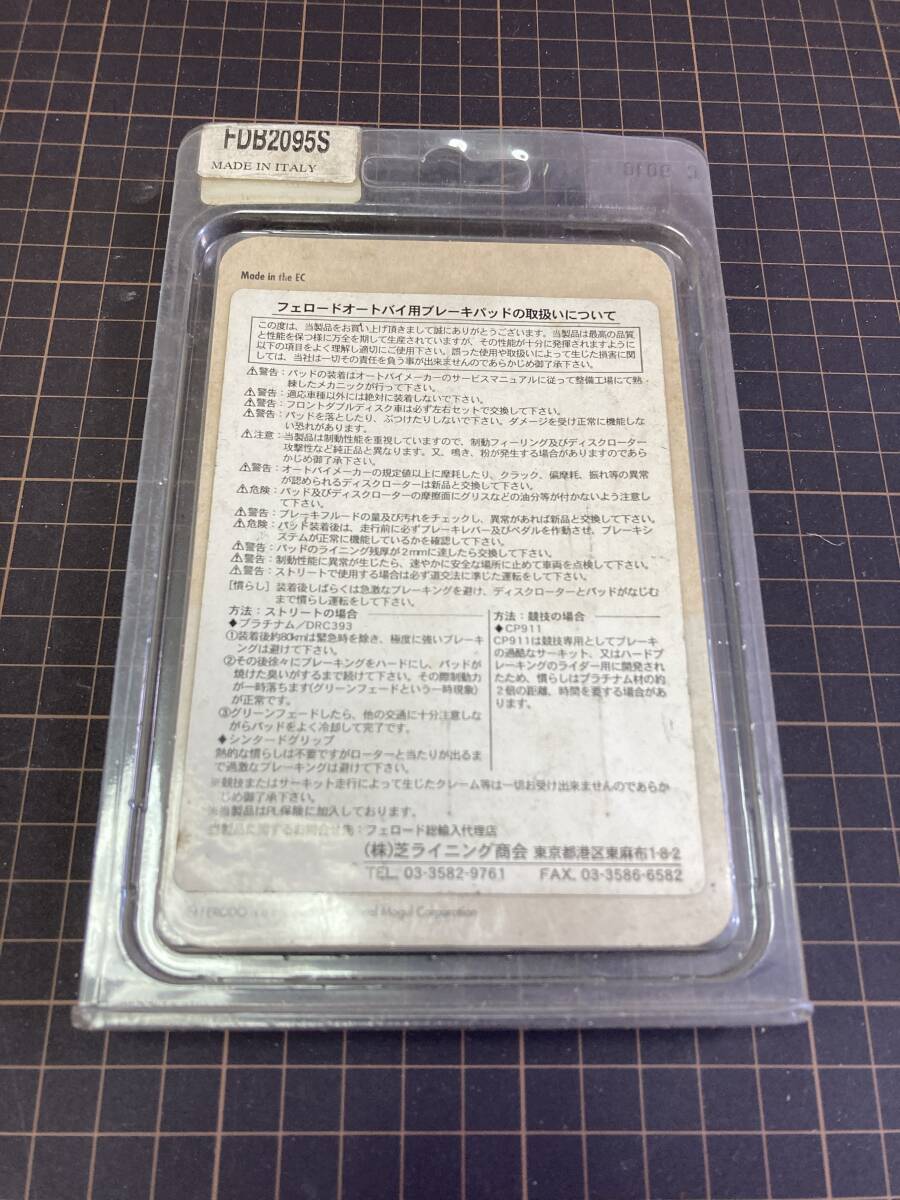 FDB2095S
MADE IN ITALY
Made in the EC
フェロードオートバイ用ブレーキパッドの取扱いについて
この度は、当製品をお買い上げ頂きまして誠にありがとうございます。当製品は最高の品質
と性能を保つ様に万全を期して生産されていますが、その性能が十分に発揮されますように
以下の項目をよく理解し適切にご使用下さい。誤った使用や取扱いによって生じた損害に関
しては、当社は一切その責任を負う事が出来ませんのであらかじめ御了承下さい。
⚠警告：パッドの装着はオートバイメーカーのサービスマニュアルに従って整備工場にて熟
練したメカニックが行って下さい。
⚠警告：適応車種以外には絶対に装着しないで下さい。
⚠警告：フロントダブルディスク車は必ず左右セットで交換して下さい。
⚠警告：パッドを落としたり、ぶつけたりしないで下さい。ダメージを受け正常に機能しな
い恐れがあります。
⚠注意：当製品は制動性能を重視していますので、制動フィーリング及びディスクローター
攻撃性など純正品と異なります。又、鳴き、粉が発生する場合がありますのであら
かじめ御了承下さい。
⚠警告：オートバイメーカーの規定値以上に摩耗したり、クラック、偏摩耗、振れ等の異常
が認められるディスクローターは新品と交換して下さい。
⚠危険：パッド及びディスクローターの摩擦面にグリスなどの油分等が付かないよう注意し
て下さい。
⚠警告：ブレーキフルードの量及び汚れをチェックし、異常があれば新品と交換して下さい。
⚠危険：パッド装着後は、走行前に必ずブレーキレバー及びペダルを作動させ、ブレーキシ
ステムが正常に機能しているかを確認して下さい。
⚠警告：パッドのライニング残厚が2mmに達したら交換して下さい。
⚠警告：制動性能に異常が生じたら、速やかに安全な場所に止めて車両を点検して下さい。
⚠警告：ストリートで使用する場合は必ず道交法に準じた運転をして下さい。
[慣らし] 装着後しばらくは急激なブレーキングを避け、ディスクローターとパッドがなじむ
まで慣らし運転をして下さい。
方法：ストリートの場合
◆プラチナム/DRC393
①装着後約80kmは緊急時を除き、極度に強いブレーキ
ングは避けて下さい。
②その後徐々にブレーキングをハードにし、パッドが
焼けた臭いがするまで続けて下さい。その際制動力
が一時落ちます(グリーンフェードという一時現象)
が正常です。
③グリーンフェードしたら、他の交通に十分注意しな
がらパッドをよく冷却して完了です。
◆シンタードグリップ
熱的な慣らしは不要ですがローターと当たりが出るま
で過激なブレーキングは避けて下さい。
方法：競技の場合
◆CP911
CP911は競技専用としてブレーキ
の過酷なサーキット、又はハードブ
レーキングのライダー用に開発され
たため、慣らしはプラチナム材の約
2倍の距離、時間を要する場合があ
ります。
※競技またはサーキット走行によって生じたクレーム等は一切お受け出来ませんのであらか
じめ御了承下さい。
※当製品はPL保険に加入しております。
当製品に関するお問合せ先：フェロード総輸入代理店
(株)芝ライニング商会 東京都港区東麻布1-8-2
TEL. 03-3582-9761 FAX. 03-3586-6582
FERODO is a Mogul Corporation